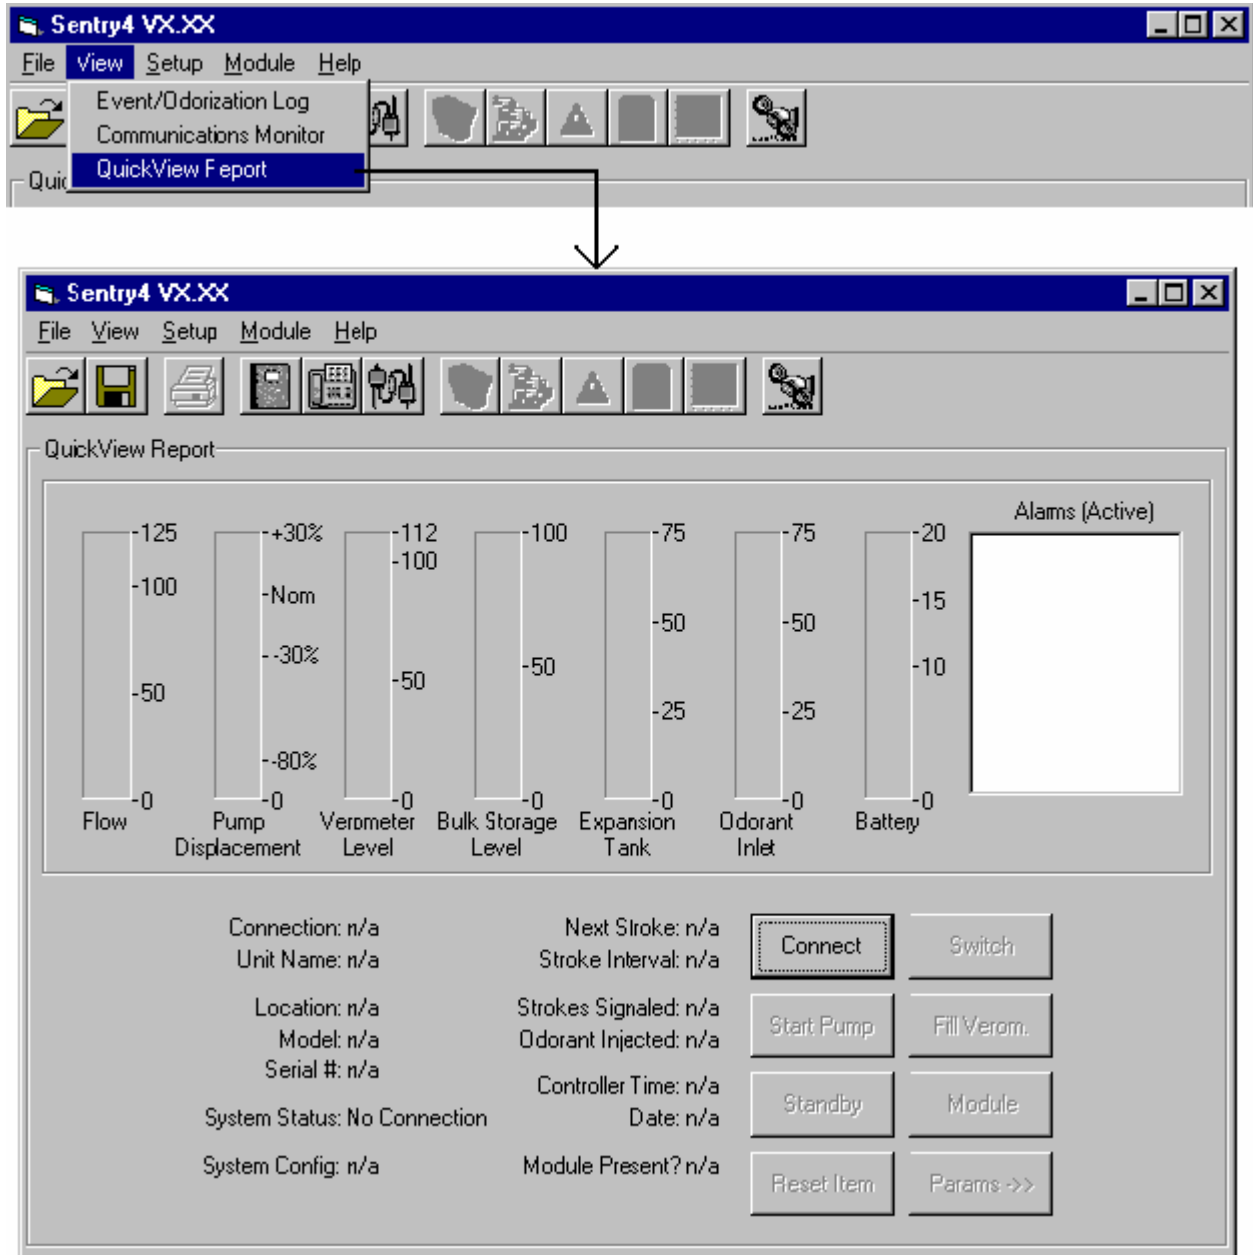 Sentry4 VX.XX
File View Setup Module Help
Event/Odorization Log
Communications Monitor
QuickView Feport
Quic
Sentry4 VX.XX
File View Setup Module Help
QuickView Report
Alarms (Active)
125 +30% 112 100 75 75 20
100
100 Nom 15
50 50
-30% 50 10
50 50
25 25
-80%
0 0 0 0 0 0 0
Flow Pump Verometer Bulk Storage Expansion Odorant Battery
Displacement Level Level Tank Inlet
Connection: n/a Next Stroke: n/a Connect Switch
Unit Name: n/a Stroke Interval: n/a
Location: n/a Strokes Signaled: n/a Start Pump Fill Verom.
Model: n/a Odorant Injected: n/a
Serial #: n/a
Controller Time: n/a Standby Module
System Status: No Connection Date: n/a
System Config: n/a Module Present? n/a Reset Item Params ->>